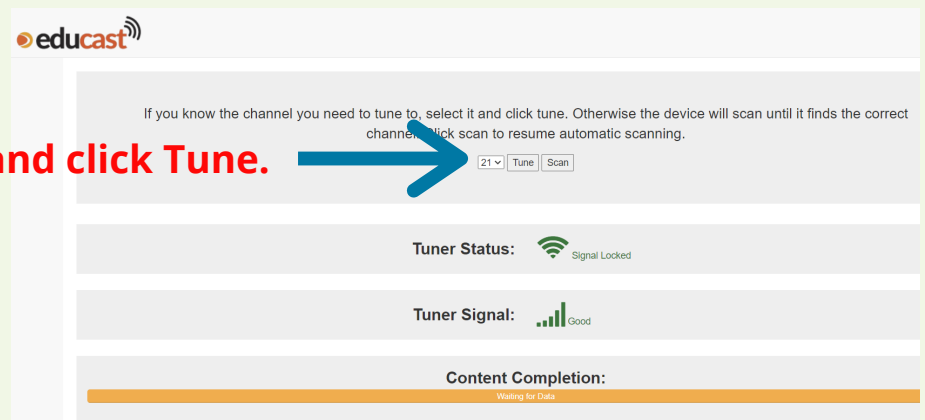 educast
If you know the channel you need to tune to, select it and click tune. Otherwise the device will scan until it finds the correct
channel. Click scan to resume automatic scanning.
and click Tune.
21 Tune Scan
Tuner Status: Signal Locked
Tuner Signal: Good
Content Completion:
Waiting for Data